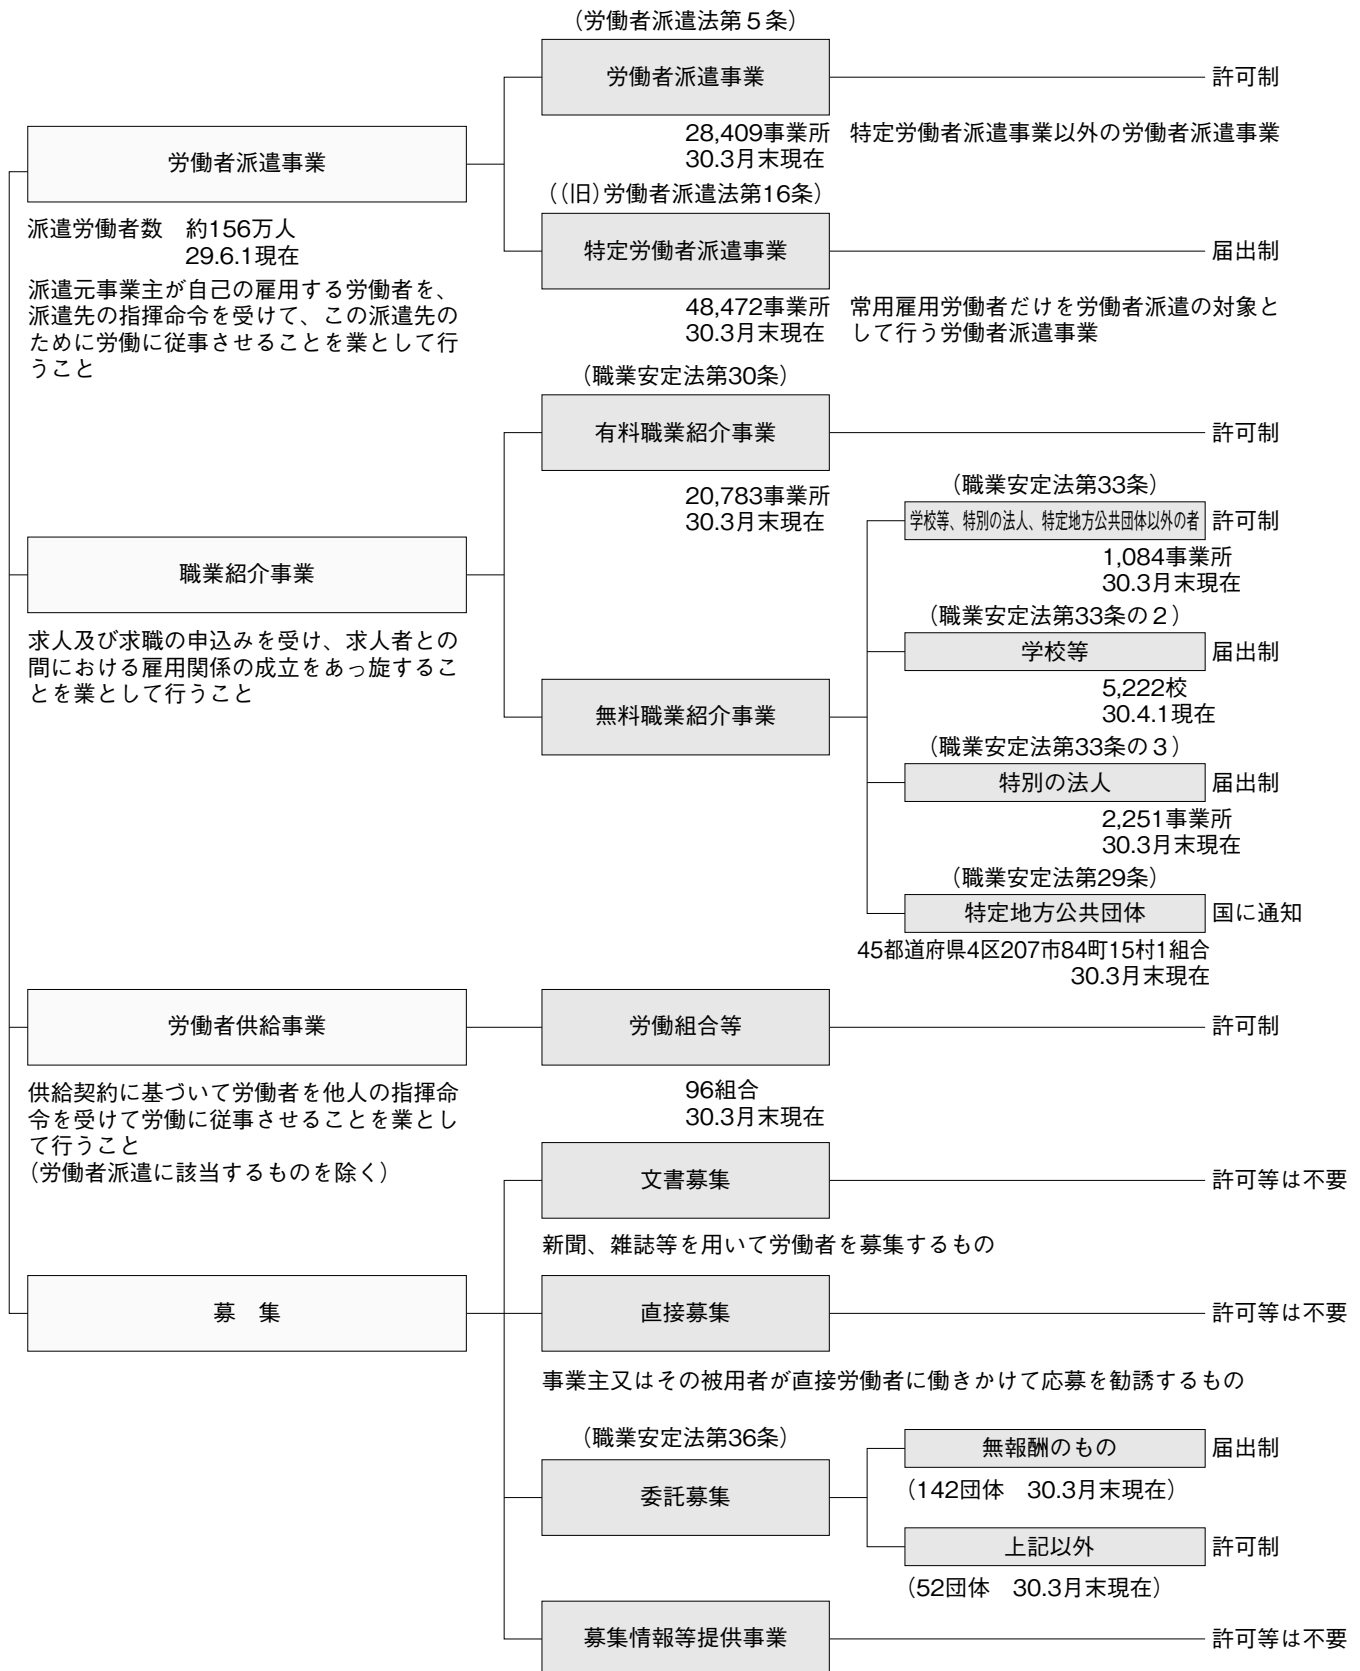 (労働者派遣法第5条)
労働者派遣事業
許可制
28,409事業所
30.3月末現在
特定労働者派遣事業以外の労働者派遣事業
労働者派遣事業
派遣労働者数 約156万人
29.6.1現在
派遣元事業主が自己の雇用する労働者を、
派遣先の指揮命令を受けて、この派遣先の
ために労働に従事させることを業として行
うこと
((旧)労働者派遣法第16条)
特定労働者派遣事業
届出制
48,472事業所
30.3月末現在
常用雇用労働者だけを労働者派遣の対象と
して行う労働者派遣事業
(職業安定法第30条)
有料職業紹介事業
許可制
20,783事業所
30.3月末現在
職業紹介事業
求人及び求職の申込みを受け、求人者との
間における雇用関係の成立をあっ旋するこ
とを業として行うこと
無料職業紹介事業
(職業安定法第33条)
学校等、特別の法人、特定地方公共団体以外の者
許可制
1,084事業所
30.3月末現在
(職業安定法第33条の2)
学校等
届出制
5,222校
30.4.1現在
(職業安定法第33条の3)
特別の法人
届出制
2,251事業所
30.3月末現在
(職業安定法第29条)
特定地方公共団体
国に通知
45都道府県4区207市84町15村1組合
30.3月末現在
労働者供給事業
労働組合等
許可制
供給契約に基づいて労働者を他人の指揮命
令を受けて労働に従事させることを業とし
て行うこと
(労働者派遣に該当するものを除く)
96組合
30.3月末現在
文書募集
許可等は不要
新聞、雑誌等を用いて労働者を募集するもの
募 集
直接募集
許可等は不要
事業主又はその被用者が直接労働者に働きかけて応募を勧誘するもの
(職業安定法第36条)
委託募集
無報酬のもの
届出制
(142団体 30.3月末現在)
上記以外
許可制
(52団体 30.3月末現在)
募集情報等提供事業
許可等は不要